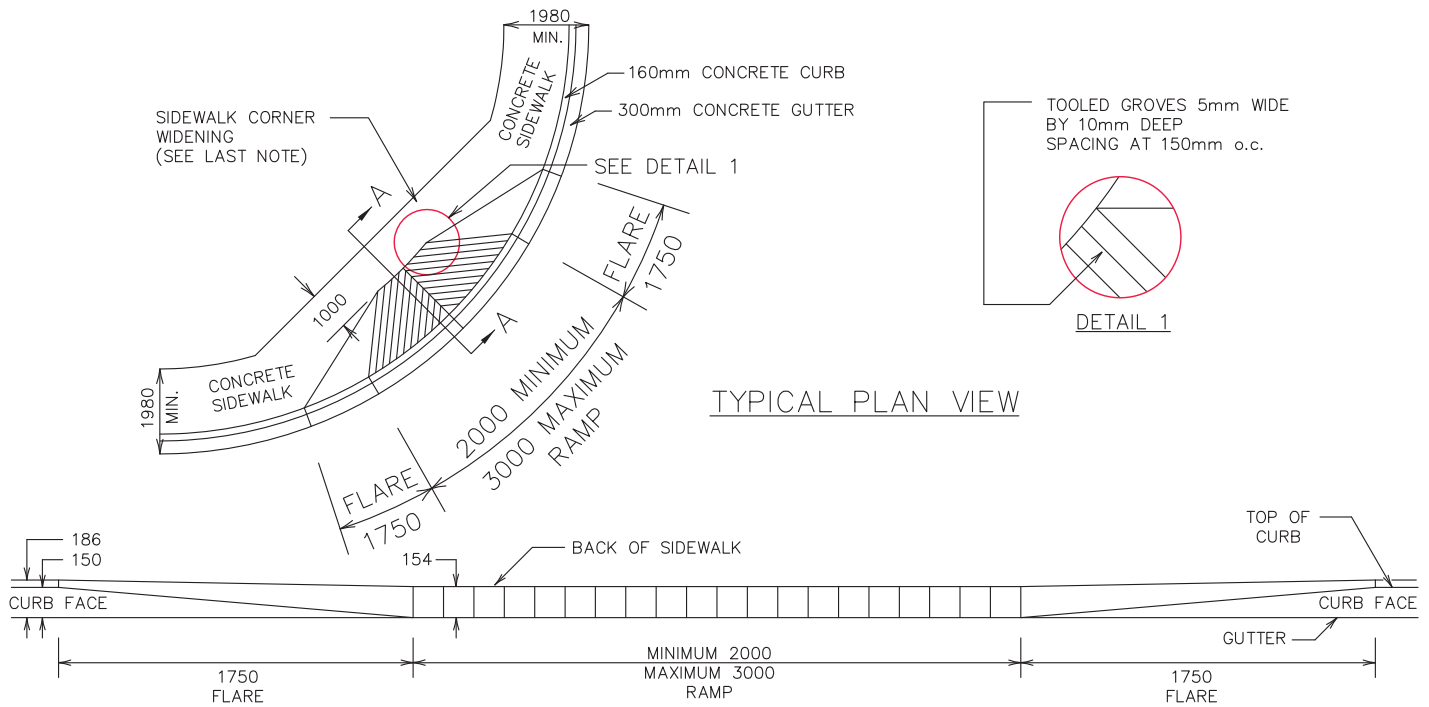 1980
MIN.
CONCRETE
SIDEWALK
160mm CONCRETE CURB
300mm CONCRETE GUTTER
SIDEWALK CORNER
WIDENING
(SEE LAST NOTE)
SEE DETAIL 1
A
FLARE
1750
1000
A
2000 MINIMUM
3000 MAXIMUM
RAMP
CONCRETE
SIDEWALK
1980
MIN.
FLARE
1750
TOOLED GROVES 5mm WIDE
BY 10mm DEEP
SPACING AT 150mm o.c.
DETAIL 1
TYPICAL PLAN VIEW
186
150
154
BACK OF SIDEWALK
TOP OF
CURB
CURB FACE
CURB FACE
GUTTER
1750
FLARE
MINIMUM 2000
MAXIMUM 3000
RAMP
1750
FLARE